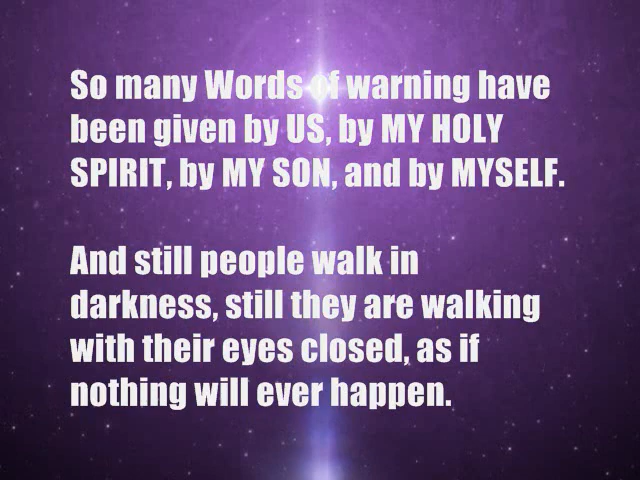 So many Words of warning have
been given by US, by MY HOLY
SPIRIT, by MY SON, and by MYSELF.
And still people walk in
darkness, still they are walking
with their eyes closed, as if
nothing will ever happen.